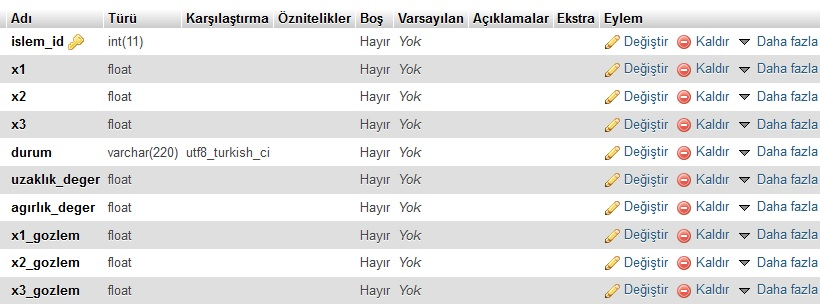 Adı Türü Karşılaştırma Öznitelikler Boş Varsayılan Açıklamalar Ekstra Eylem
islem_id int(11) Hayır Yok Değiştir Kaldır Daha fazla
x1 float Hayır Yok Değiştir Kaldır Daha fazla
x2 float Hayır Yok Değiştir Kaldır Daha fazla
x3 float Hayır Yok Değiştir Kaldır Daha fazla
durum varchar(220) utf8_turkish_ci Hayır Yok Değiştir Kaldır Daha fazla
uzaklık_deger float Hayır Yok Değiştir Kaldır Daha fazla
agırlık_deger float Hayır Yok Değiştir Kaldır Daha fazla
x1_gozlem float Hayır Yok Değiştir Kaldır Daha fazla
x2_gozlem float Hayır Yok Değiştir Kaldır Daha fazla
x3_gozlem float Hayır Yok Değiştir Kaldır Daha fazla